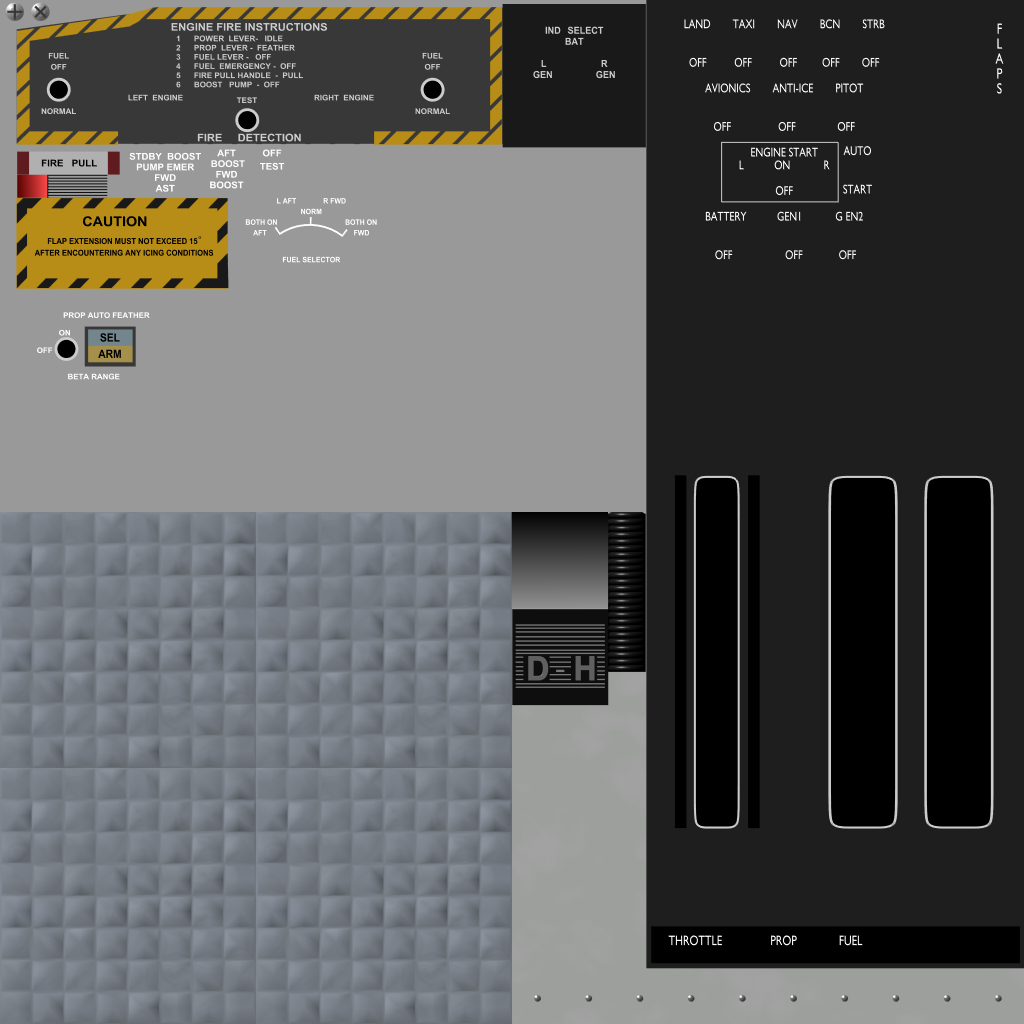 ENGINE FIRE INSTRUCTIONS
1 POWER LEVER- IDLE
2 PROP LEVER - FEATHER
3 FUEL LEVER - OFF
4 FUEL EMERGENCY - OFF
5 FIRE PULL HANDLE - PULL
6 BOOST PUMP - OFF
FUEL
OFF
NORMAL
LEFT ENGINE
TEST
RIGHT ENGINE
FUEL
OFF
NORMAL
FIRE DETECTION
IND SELECT
BAT
L
GEN
R
GEN
FIRE PULL
STDBY BOOST
PUMP EMER
FWD
AST
AFT
BOOST
FWD
BOOST
OFF
TEST
CAUTION
FLAP EXTENSION MUST NOT EXCEED 15°
AFTER ENCOUNTERING ANY ICING CONDITIONS
L AFT R FWD
NORM
BOTH ON
AFT
BOTH ON
FWD
FUEL SELECTOR
PROP AUTO FEATHER
ON
OFF
SEL
ARM
BETA RANGE
D-H
LAND TAXI NAV BCN STRB
OFF OFF OFF OFF OFF
AVIONICS ANTI-ICE PITOT
OFF OFF OFF
ENGINE START
L ON R
OFF
AUTO
START
BATTERY GEN1 G EN2
OFF OFF OFF
FLAPS
THROTTLE PROP FUEL